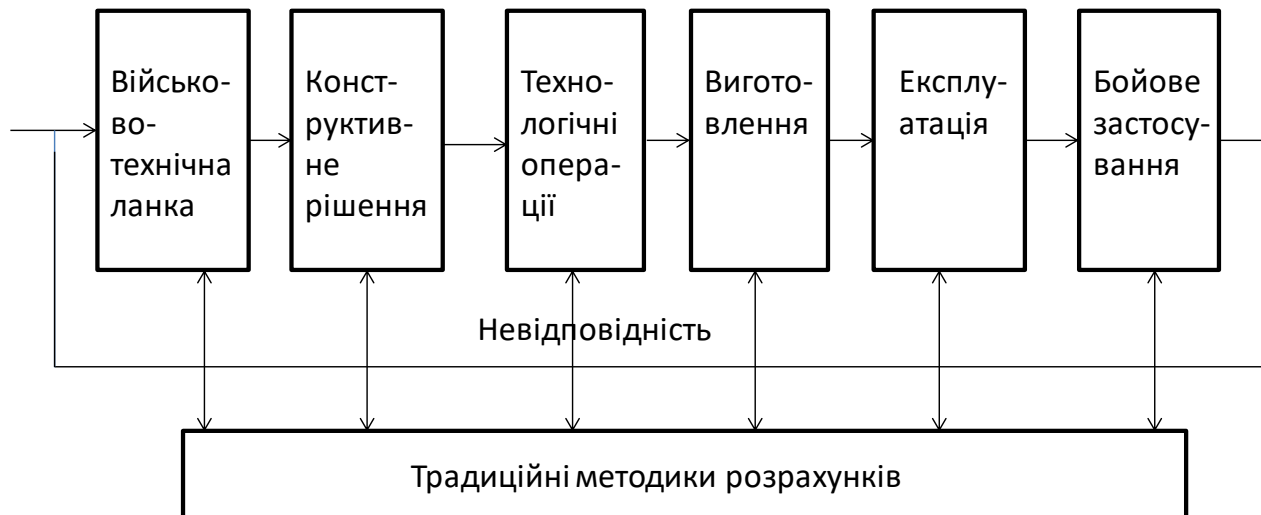 Військо-
во-
технічна
ланка
Конст-
руктив-
не
рішення
Техно-
логічні
опера-
ції
Вигото-
влення
Експлу-
атація
Бойове
застосу-
вання
Невідповідність
Традиційні методики розрахунків